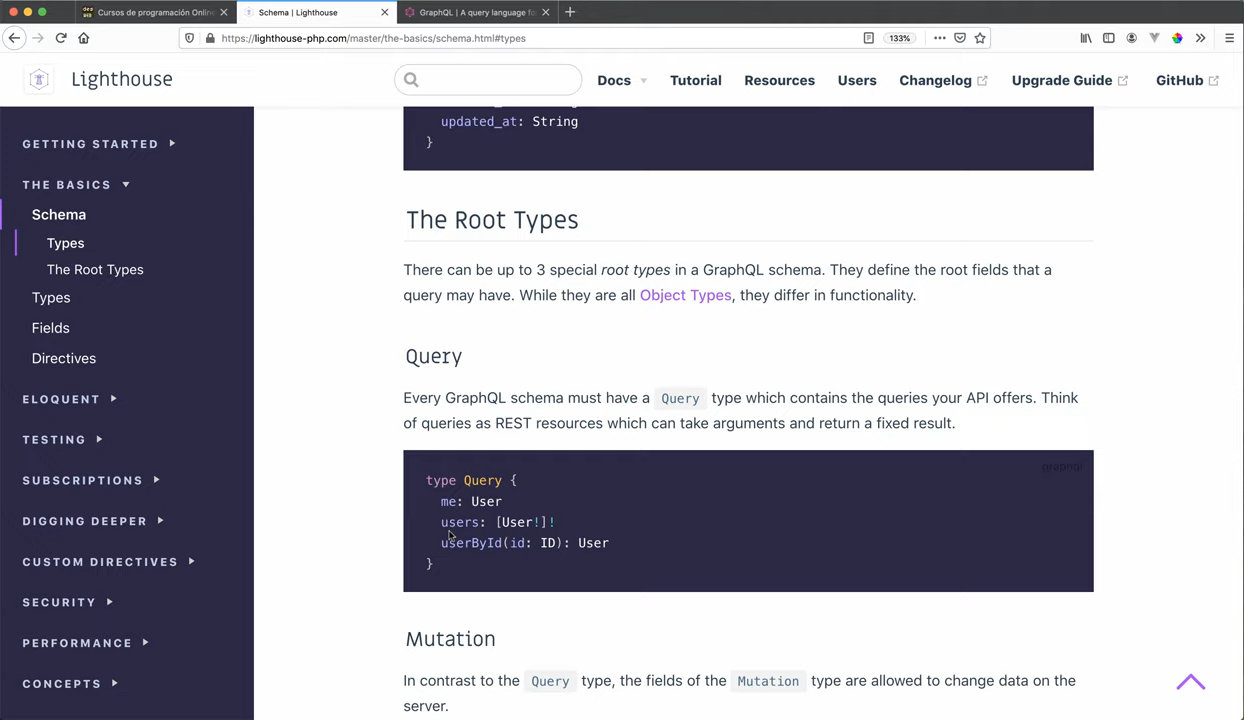 Cursos de programación Online
Schema | Lighthouse
GraphQL | A query language fo
https://lighthouse-php.com/master/the-basics/schema.html#types
133%
Lighthouse
Docs
Tutorial
Resources
Users
Changelog
Upgrade Guide
GitHub
GETTING STARTED
THE BASICS
Schema
Types
The Root Types
Types
Fields
Directives
ELOQUENT
TESTING
SUBSCRIPTIONS
DIGGING DEEPER
CUSTOM DIRECTIVES
SECURITY
PERFORMANCE
CONCEPTS
updated_at: String
}
The Root Types
There can be up to 3 special root types in a GraphQL schema. They define the root fields that a
query may have. While they are all Object Types, they differ in functionality.
Query
Every GraphQL schema must have a Query type which contains the queries your API offers. Think
of queries as REST resources which can take arguments and return a fixed result.
graphql
type Query {
me: User
users: [User!]!
userById(id: ID): User
}
Mutation
In contrast to the Query type, the fields of the Mutation type are allowed to change data on the
server.